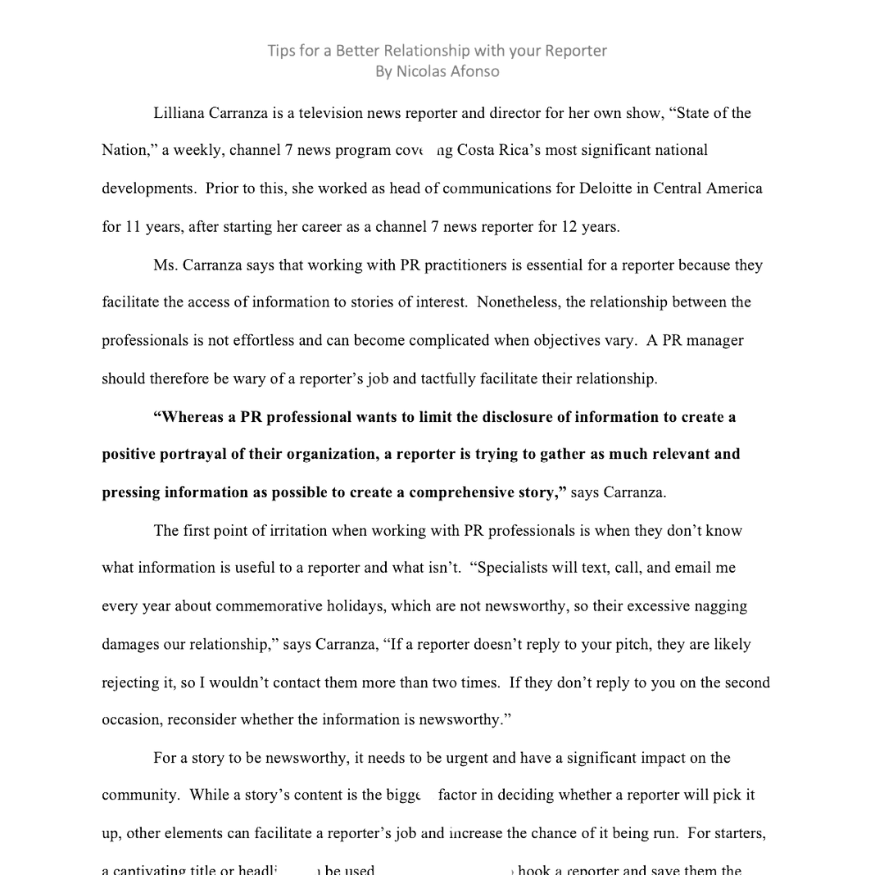 Tips for a Better Relationship with your Reporter
By Nicolas Afonso
Lilliana Carranza is a television news reporter and director for her own show, “State of the
Nation,” a weekly, channel 7 news program Costa Rica’s most significant national
developments.  Prior to this, she worked as head of communications for Deloitte in Central America
for 11 years, after starting her career as a channel 7 news reporter for 12 years.
Ms. Carranza says that working with PR practitioners is essential for a reporter because they
facilitate the access of information to stories of interest.  Nonetheless, the relationship between the
professionals is not effortless and can become complicated when objectives vary.  A PR manager
should therefore be wary of a reporter’s job and tactfully facilitate their relationship.
“Whereas a PR professional wants to limit the disclosure of information to create a
positive portrayal of their organization, a reporter is trying to gather as much relevant and
pressing information as possible to create a comprehensive story,” says Carranza.
The first point of irritation when working with PR professionals is when they don’t know
what information is useful to a reporter and what isn’t.  “Specialists will text, call, and email me
every year about commemorative holidays, which are not newsworthy, so their excessive nagging
damages our relationship,” says Carranza, “If a reporter doesn’t reply to your pitch, they are likely
rejecting it, so I wouldn’t contact them more than two times.  If they don’t reply to you on the second
occasion, reconsider whether the information is newsworthy.”
For a story to be newsworthy, it needs to be urgent and have a significant impact on the
community.  While a story’s content is the factor in deciding whether a reporter will pick it
up, other elements can facilitate a reporter’s job and increase the chance of it being run.  For starters,
a captivating title or be used hook a reporter and save them the